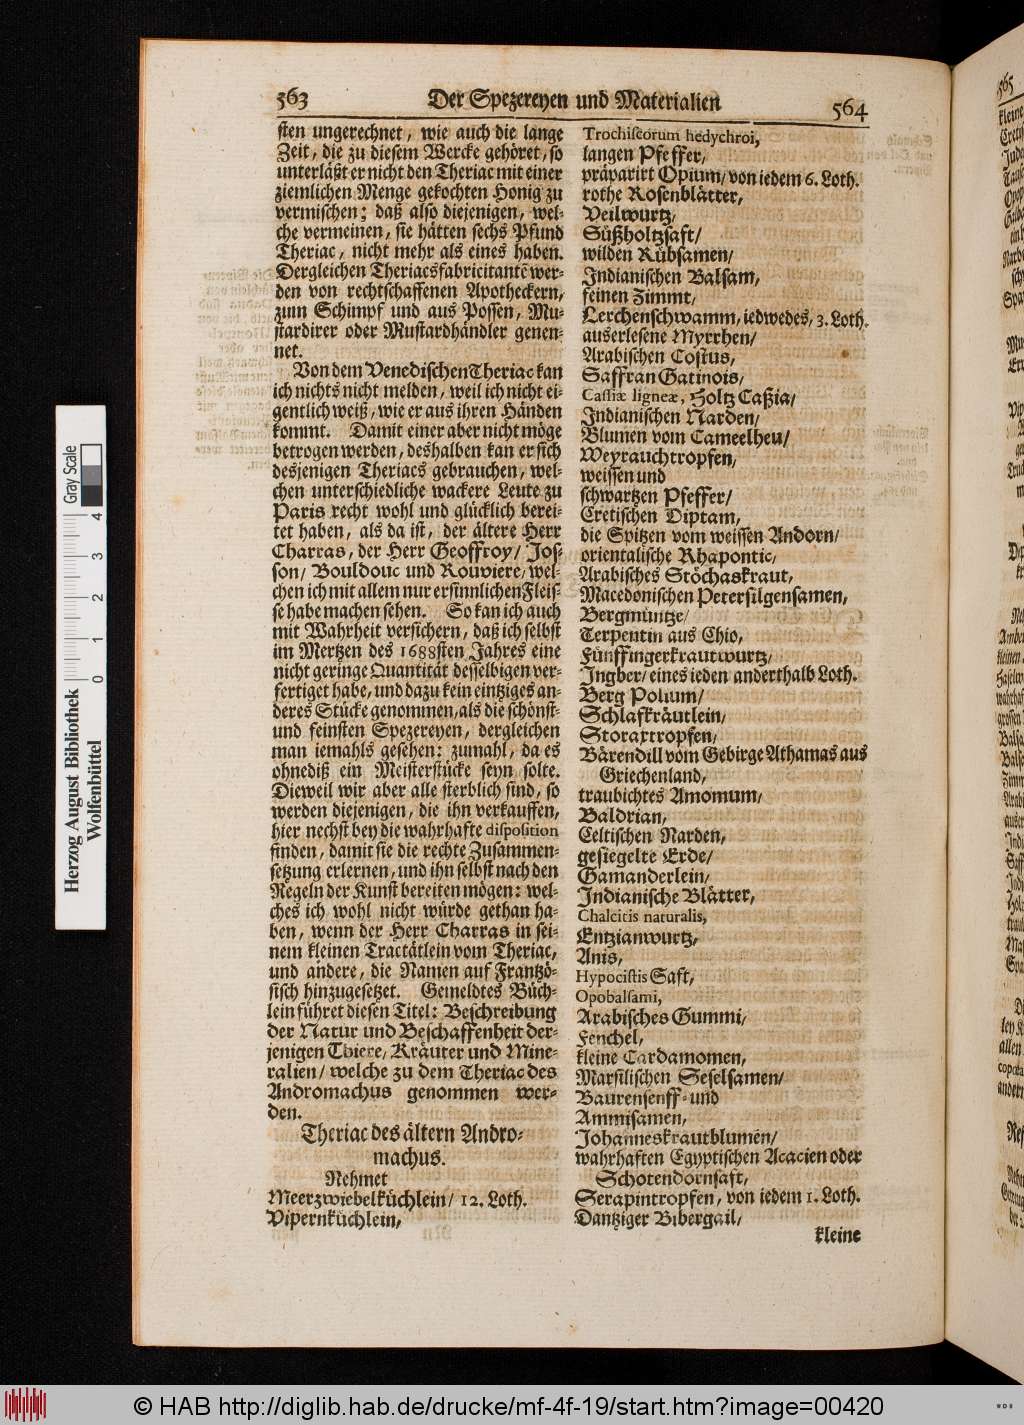 563
Der Spezereyen und Materialien
564
sten ungerechnet, wie auch die lange
Zeit, die zu diesem Wercke gehöret, so
unterläßt er nicht den Theriac mit einer
ziemlichen Menge gekochten Honig zu
vermischen; daß also diejenigen, wel-
che vermeinen, sie hätten sechs Pfund
Theriac, nicht mehr als eines haben.
Dergleichen Theriacsfabricitantē wer-
den von rechtschaffenen Apotheckern,
zum Schimpf und aus Possen, Mu-
stardirer oder Mustardhändler genen-
net.
Von dem Venedischen Theriac kan
ich nichts nicht melden, weil ich nicht ei-
gentlich weiß, wie er aus ihren Händen
kommt. Damit einer aber nicht möge
betrogen werden, deshalben kan er sich
desjenigen Theriacs gebrauchen, wel-
chen unterschiedliche wackere Leute zu
Paris recht wohl und glücklich berei-
tet haben, als da ist, der ältere Herr
Charras, der Herr Geoffroy/ Jos-
son/ Bouldouc und Rouviere/ wel-
chen ich mit allem nur ersinnlichen Fleis-
se habe machen sehen. So kan ich auch
mit Wahrheit versichern, daß ich selbst
im Mertzen des 1688sten Jahres eine
nicht geringe Quantität desselbigen ver-
fertiget habe, und dazu kein eintziges an-
deres Stücke genommen, als die schönst-
und feinsten Spezereyen, dergleichen
man iemahls gesehen: zumahl, da es
ohnediß ein Meisterstücke seyn solte.
Dieweil wir aber alle sterblich sind, so
werden diejenigen, die ihn verkauffen,
hier nechst bey die wahrhafte disposition
finden, damit sie die rechte Zusammen-
setzung erlernen, und ihn selbst nach den
Regeln der Kunst bereiten mögen: wel-
ches ich wohl nicht würde gethan ha-
ben, wenn der Herr Charras in sei-
nem kleinen Tractätlein vom Theriac,
und andere, die Namen auf Frantzö-
sisch hinzugesetzet. Gemeldtes Büch-
lein führet diesen Titel: Beschreibung
der Natur und Beschaffenheit der-
jenigen Thiere/ Kräuter und Mine-
ralien/ welche zu dem Theriac des
Andromachus genommen wer-
den.
Theriac des ältern Andro-
machus.
Nehmet
Meerzwiebelküchlein/ 12. Loth.
Vipernküchlein,
Trochiscorum hedychroi,
langen Pfeffer,
präparirt Opium/ von iedem 6. Loth.
rothe Rosenblätter,
Veilwurtz,
Süßholtzsaft/
wilden Rübsamen/
Indianischen Balsam,
feinen Zimmt,
Lerchenschwamm, iedwedes, 3. Loth.
auserlesene Myrrhen/
Arabischen Costus,
Saffran Gatinois,
Cassiæ ligneæ, Holtz Caßia/
Indianischen Narden/
Blumen vom Cameelheu/
Weyrauchtropfen,
weissen und
schwartzen Pfeffer/
Cretischen Diptam,
die Spitzen vom weissen Andorn/
orientalische Rhapontic,
Arabisches Stöchaskraut,
Macedonischen Petersilgensamen,
Bergmüntze/
Terpentin aus Chio,
Fünffingerkrautwurtz,
Ingber/ eines ieden anderthalb Loth.
Berg Polium/
Schlafkräutlein/
Storaxtropfen/
Bärendill vom Gebirge Athamas aus
Griechenland,
traubichtes Amomum/
Baldrian,
Celtischen Narden,
gesiegelte Erde/
Gamanderlein/
Indianische Blätter,
Chalcitis naturalis,
Entzianwurtz,
Anis,
Hypocistis Saft,
Opobalsami,
Arabisches Gummi/
Fenchel,
kleine Cardamomen,
Marsilischen Seselsamen/
Baurensenff- und
Ammisamen,
Johanneskrautblumen/
wahrhaften Egyptischen Acacien oder
Schotendornsaft,
Serapintropfen, von iedem 1. Loth.
Dantziger Bibergail/
kleine
Herzog August Bibliothek
Wolfenbüttel
Gray Scale
0 1 2 3 4
© HAB http://diglib.hab.de/drucke/mf-4f-19/start.htm?image=00420